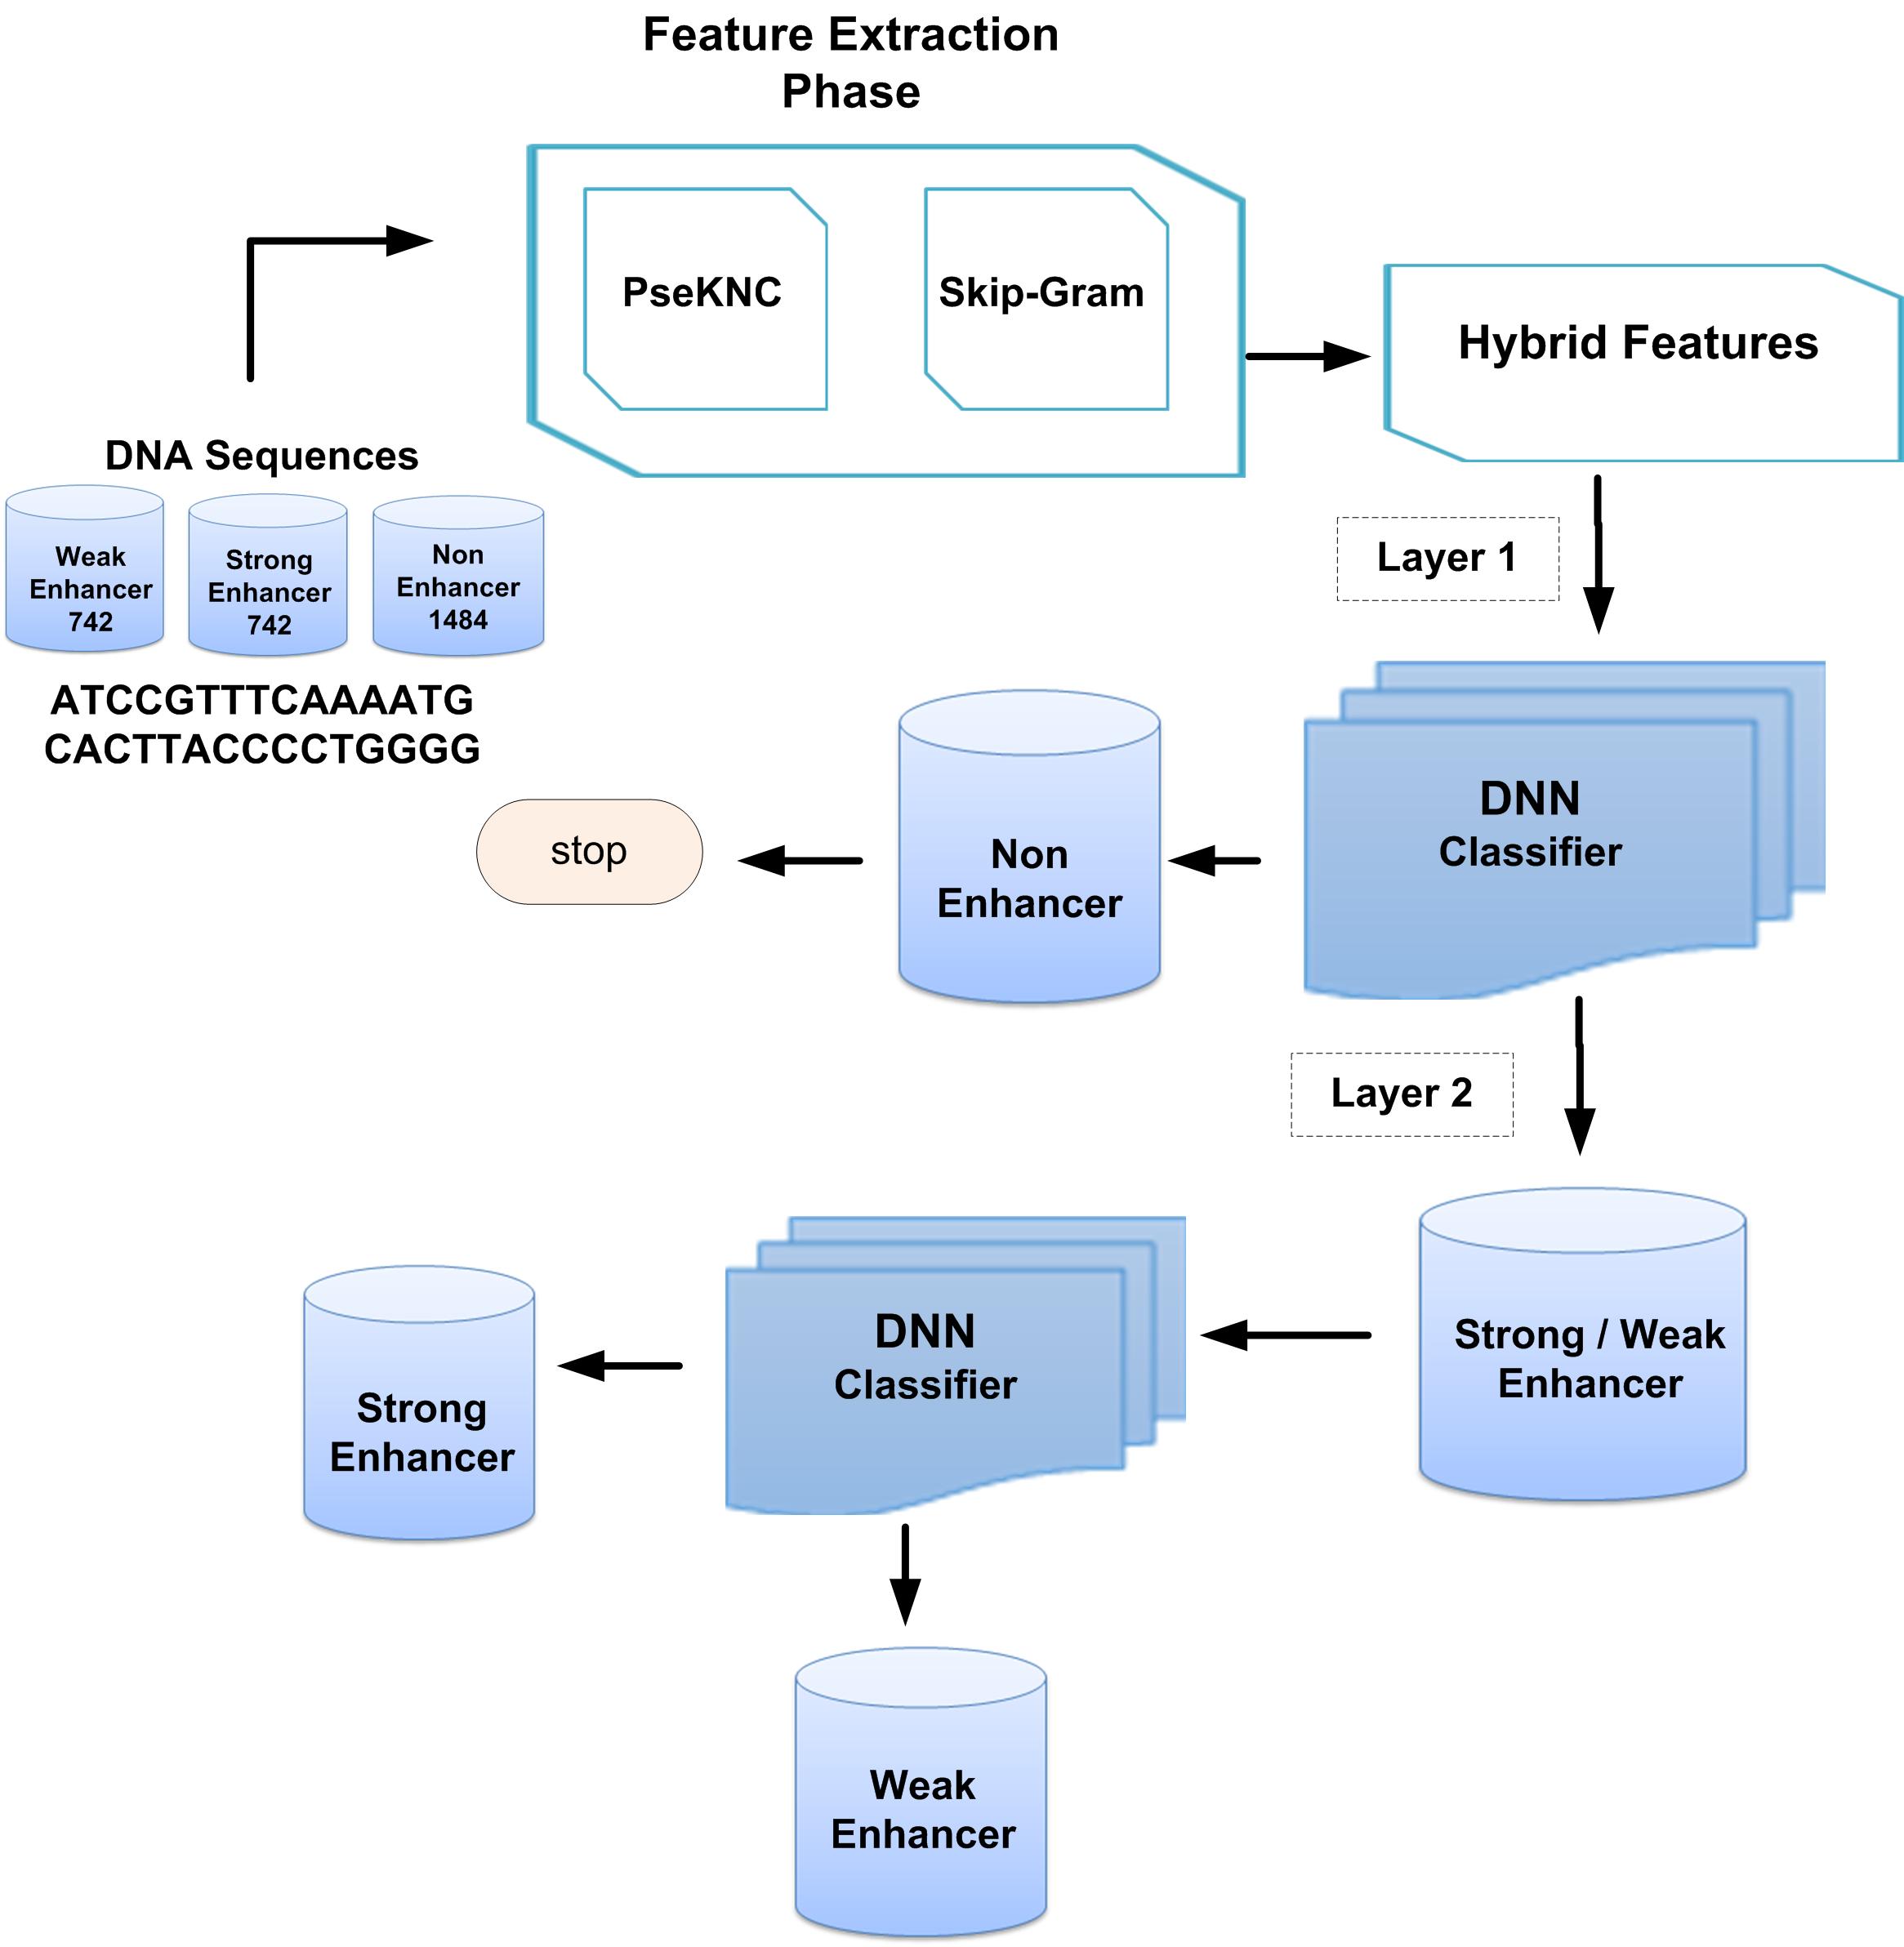 Feature Extraction
Phase
PseKNC
Skip-Gram
Hybrid Features
DNA Sequences
Weak
Enhancer
742
Strong
Enhancer
742
Non
Enhancer
1484
ATCCGTTTCAAAATG
CACTTACCCCTGGGG
Layer 1
DNN
Classifier
Non
Enhancer
stop
Layer 2
Strong / Weak
Enhancer
DNN
Classifier
Strong
Enhancer
Weak
Enhancer